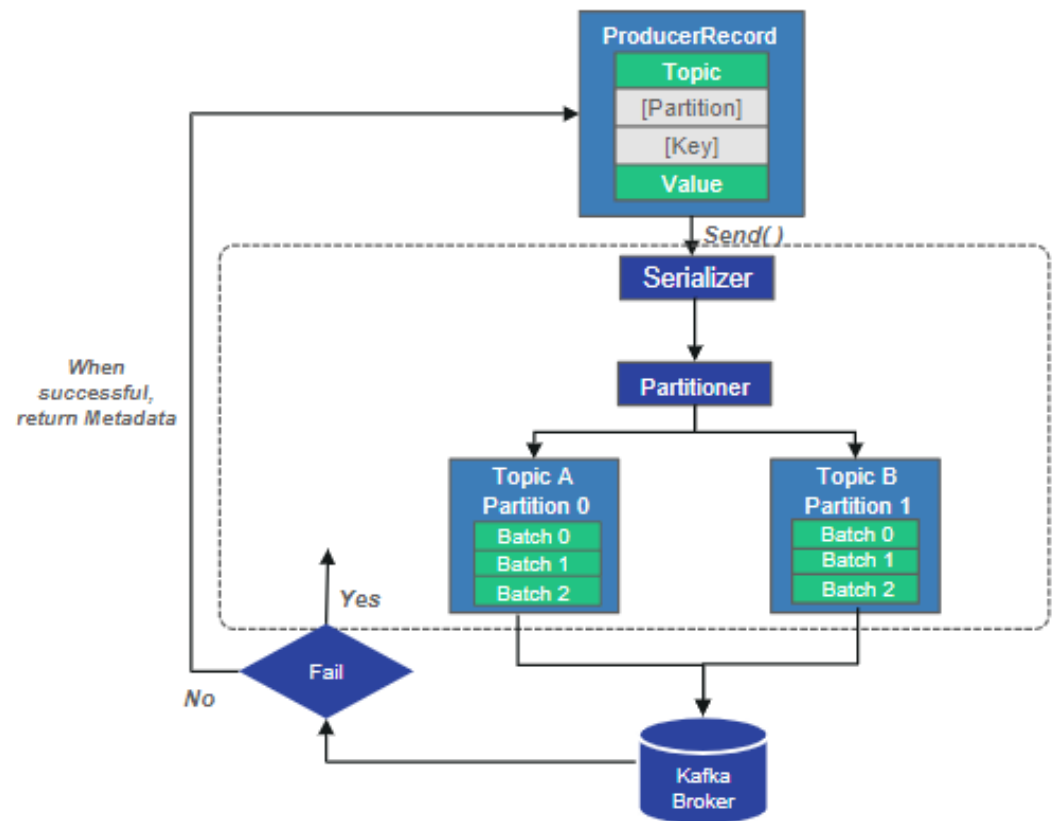 ProducerRecord
Topic
[Partition]
[Key]
Value
Send( )
Serializer
Partitioner
When
successful,
return Metadata
Topic A
Partition 0
Batch 0
Batch 1
Batch 2
Topic B
Partition 1
Batch 0
Batch 1
Batch 2
Yes
Fail
No
Kafka
Broker